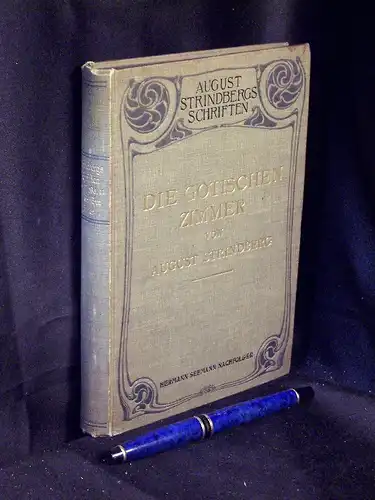 AUGUST
STRINDBERGS
SCHRIFTEN
DIE GOTISCHEN
ZIMMER
VON
AUGUST STRINDBERG
HERMANN SEEMANN NACHFOLGER